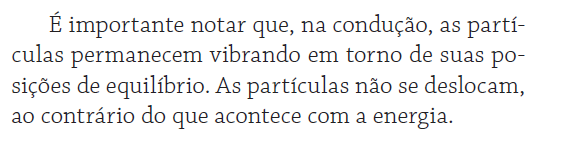 É importante notar que, na condução, as partí-
culas permanecem vibrando em torno de suas po-
sições de equilíbrio. As partículas não se deslocam,
ao contrário do que acontece com a energia.